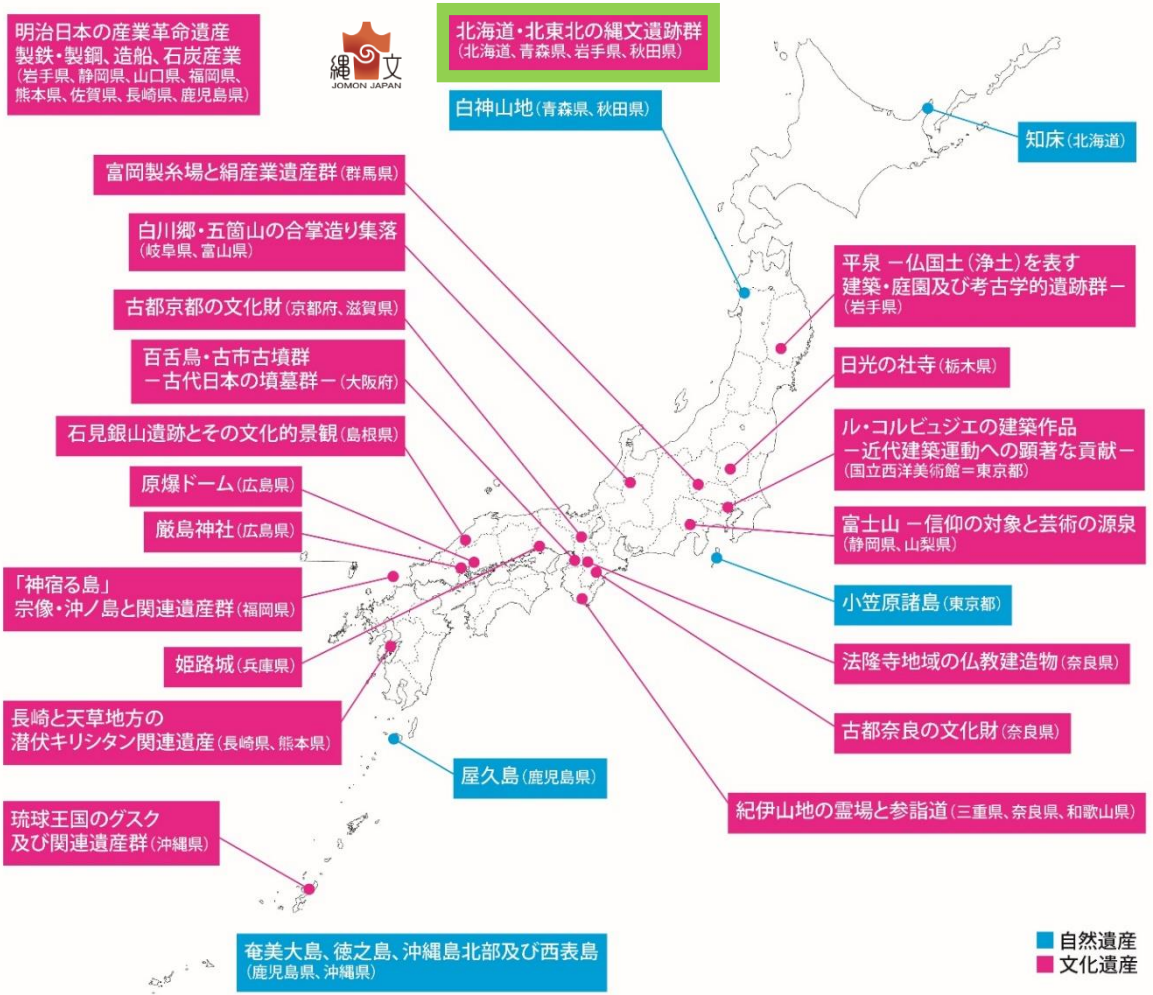 明治日本の産業革命遺産
製鉄・製鋼、造船、石炭産業
(岩手県、静岡県、山口県、福岡県、
熊本県、佐賀県、長崎県、鹿児島県)
縄文
JOMON JAPAN
北海道・北東北の縄文遺跡群
(北海道、青森県、岩手県、秋田県)
白神山地(青森県、秋田県)
知床(北海道)
富岡製糸場と絹産業遺産群(群馬県)
白川郷・五箇山の合掌造り集落
(岐阜県、富山県)
古都京都の文化財(京都府、滋賀県)
百舌鳥・古市古墳群
−古代日本の墳墓群−(大阪府)
石見銀山遺跡とその文化的景観(島根県)
原爆ドーム(広島県)
厳島神社(広島県)
「神宿る島」
宗像・沖ノ島と関連遺産群(福岡県)
姫路城(兵庫県)
長崎と天草地方の
潜伏キリシタン関連遺産(長崎県、熊本県)
琉球王国のグスク
及び関連遺産群(沖縄県)
平泉 −仏国土(浄土)を表す
建築・庭園及び考古学的遺跡群−
(岩手県)
日光の社寺(栃木県)
ル・コルビュジエの建築作品
−近代建築運動への顕著な貢献−
(国立西洋美術館=東京都)
富士山 −信仰の対象と芸術の源泉
(静岡県、山梨県)
小笠原諸島(東京都)
法隆寺地域の仏教建造物(奈良県)
古都奈良の文化財(奈良県)
屋久島(鹿児島県)
紀伊山地の霊場と参詣道(三重県、奈良県、和歌山県)
奄美大島、徳之島、沖縄島北部及び西表島
(鹿児島県、沖縄県)
自然遺産
文化遺産